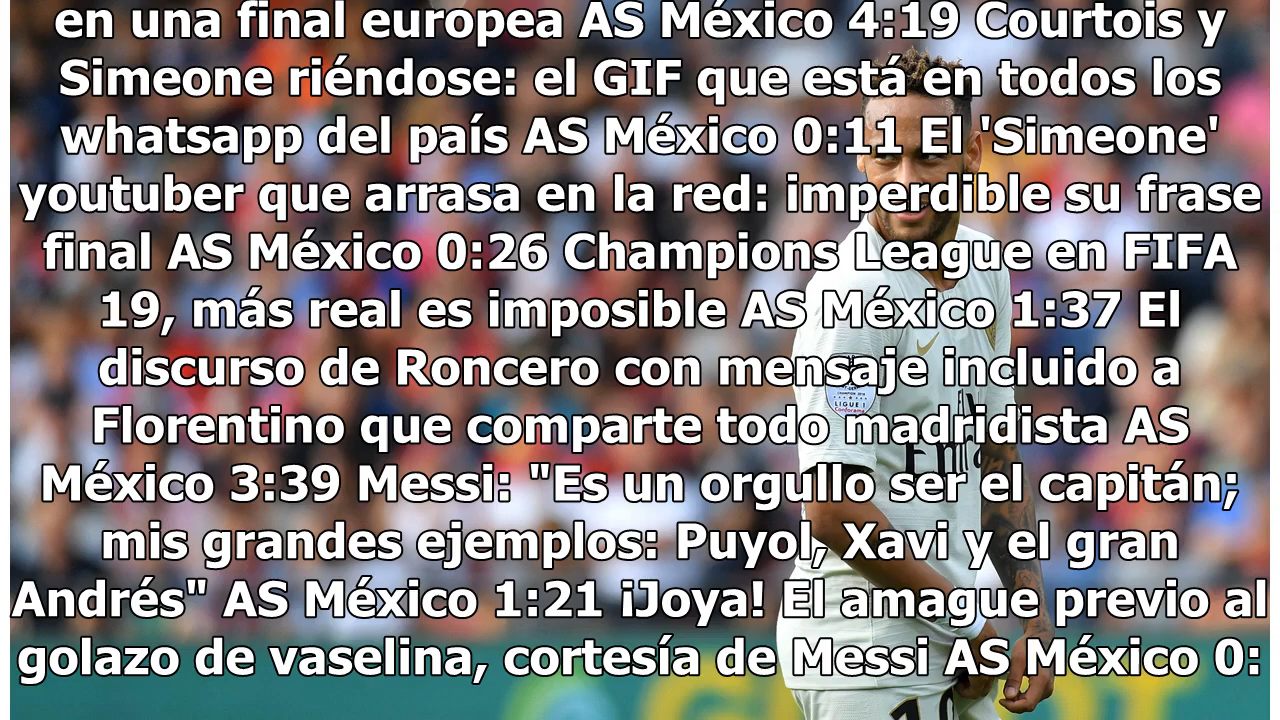 en una final europea AS México 4:19 Courtois y
Simeone riéndose: el GIF que está en todos los
whatsapp del país AS México 0:11 El 'Simeone'
youtuber que arrasa en la red: imperdible su frase
final AS México 0:26 Champions League en FIFA
19, más real es imposible AS México 1:37 El
discurso de Roncero con mensaje incluido a
Florentino que comparte todo madridista AS
México 3:39 Messi: "Es un orgullo ser el capitán;
mis grandes ejemplos: Puyol, Xavi y el gran
Andrés" AS México 1:21 ¡Joya! El amague previo al
golazo de vaselina, cortesía de Messi AS México 0:
LIGUE 1
Conforama
10